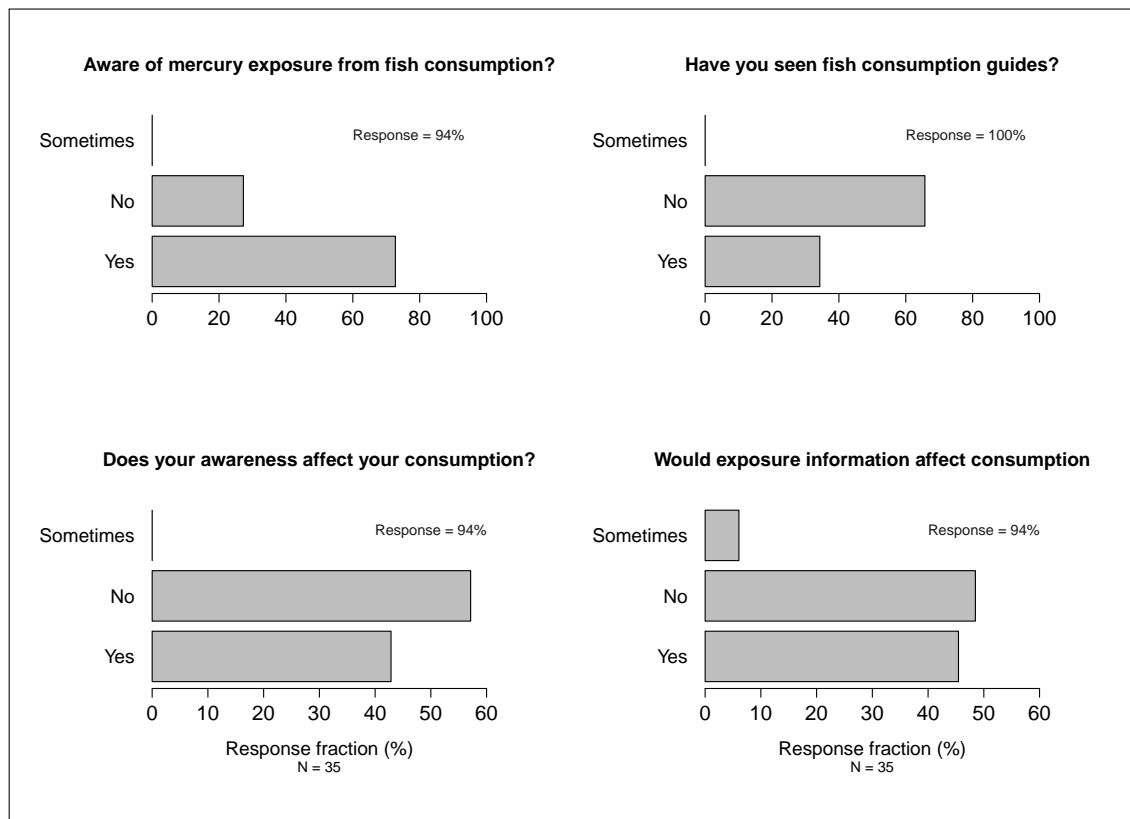 Aware of mercury exposure from fish consumption?
Response = 94%
Sometimes
No
Yes
0 20 40 60 80 100
Have you seen fish consumption guides?
Response = 100%
Sometimes
No
Yes
0 20 40 60 80 100
Does your awareness affect your consumption?
Response = 94%
Sometimes
No
Yes
0 10 20 30 40 50 60
Response fraction (%)
N = 35
Would exposure information affect consumption
Response = 94%
Sometimes
No
Yes
0 10 20 30 40 50 60
Response fraction (%)
N = 35